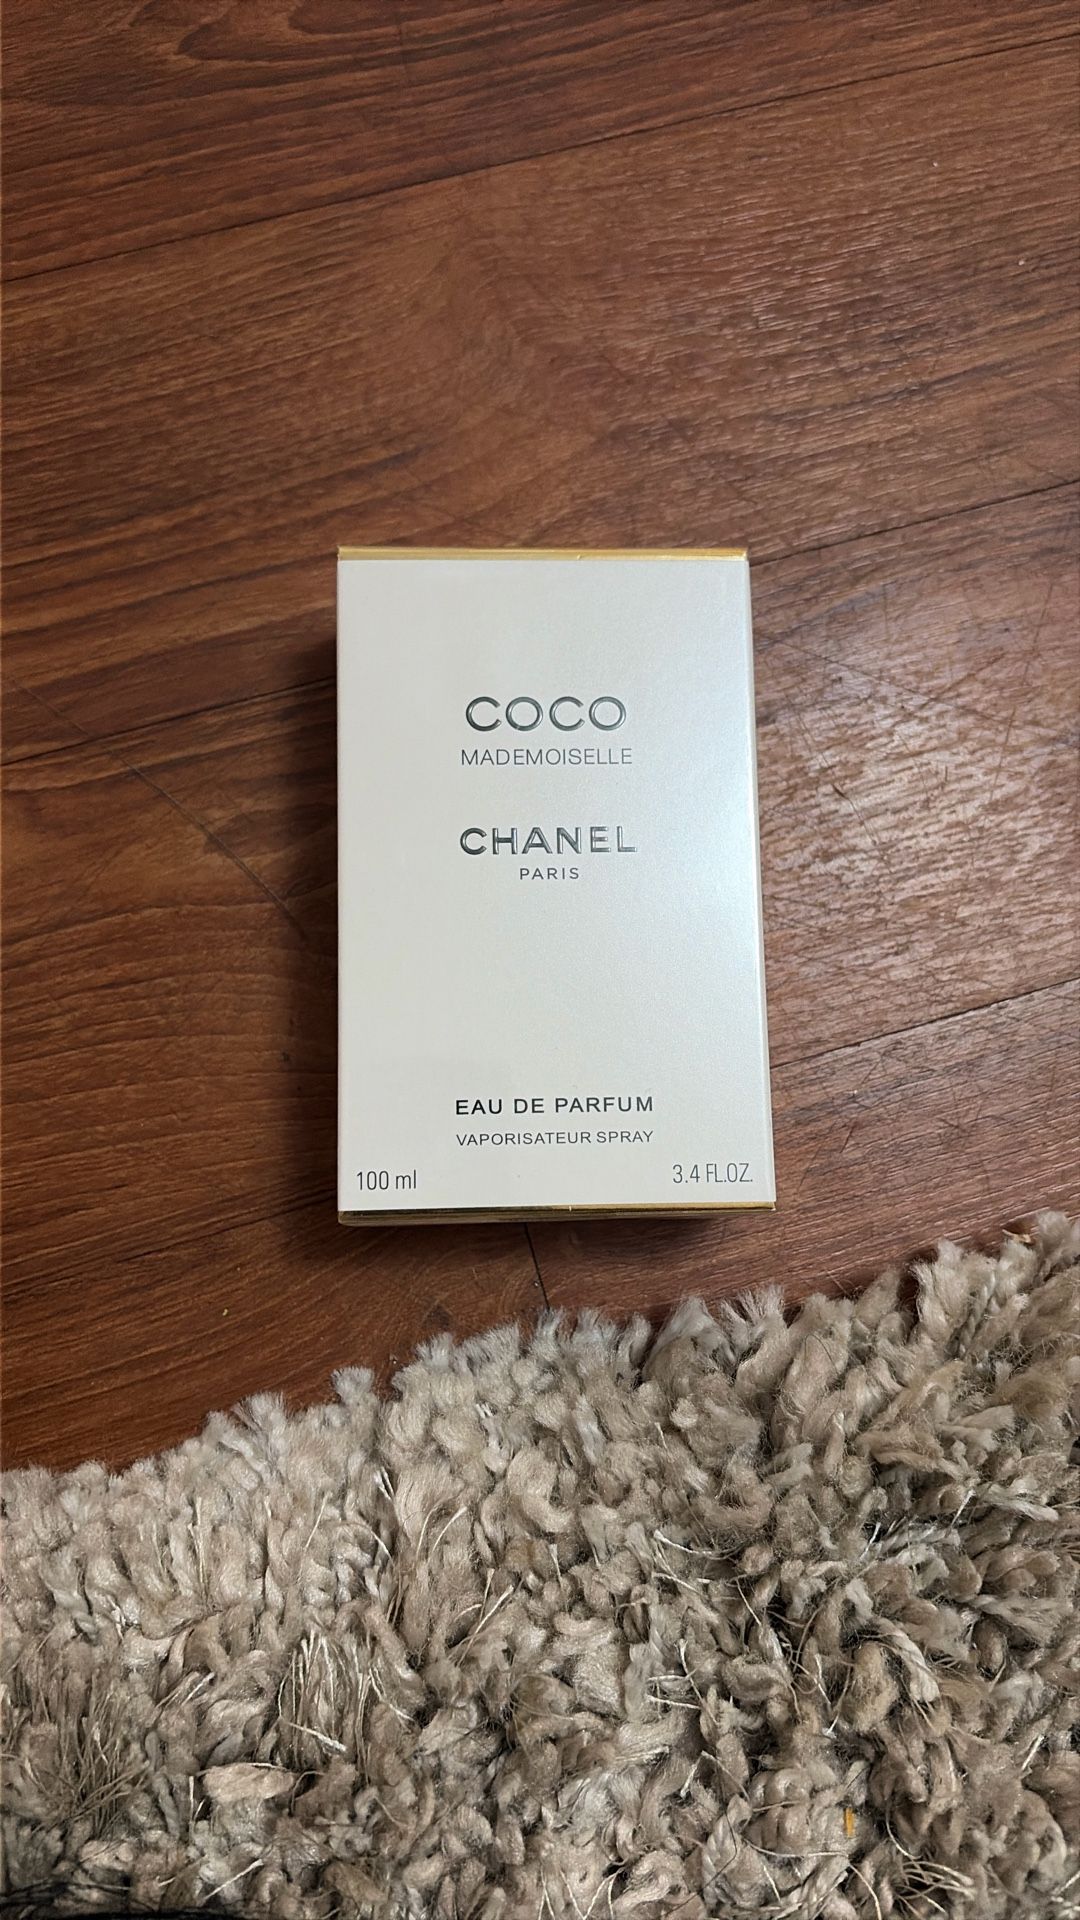 COCO
MADEMOISELLE
CHANEL
PARIS
EAU DE PARFUM
VAPORISATEUR SPRAY
100 ml 3.4 FL.OZ.